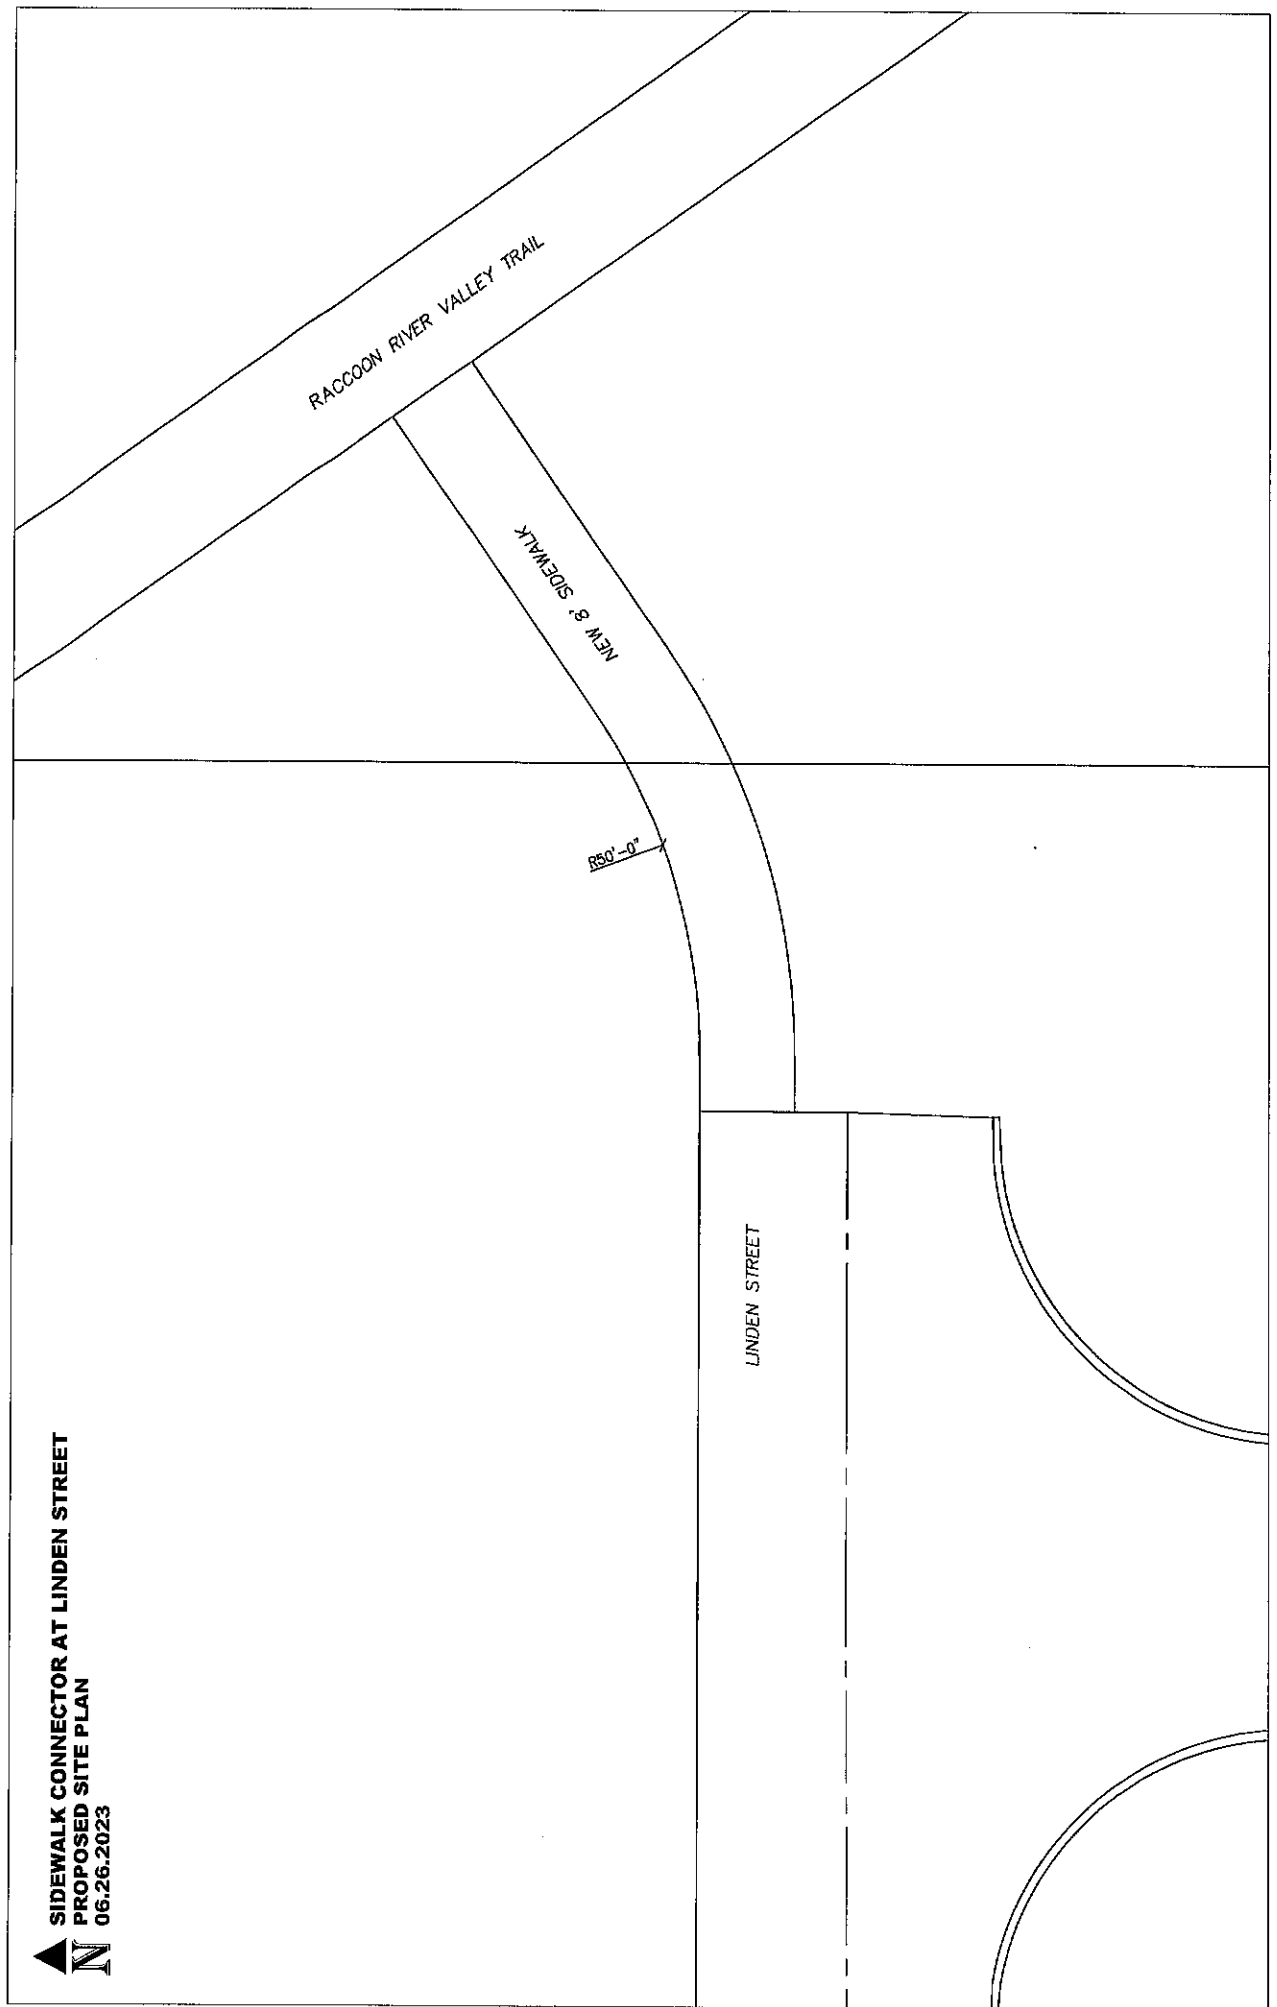 N
SIDEWALK CONNECTOR AT LINDEN STREET
PROPOSED SITE PLAN
06.26.2023
RACCOON RIVER VALLEY TRAIL
NEW 8' SIDEWALK
R50'-0"
LINDEN STREET